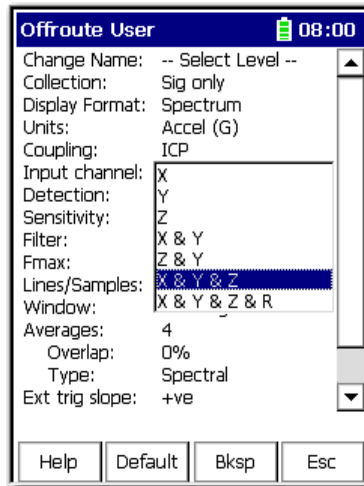 Offroute User 08:00
Change Name: -- Select Level --
Collection: Sig only
Display Format: Spectrum
Units: Accel (G)
Coupling: ICP
Input channel: X
Detection: Y
Sensitivity: Z
Filter: X & Y
Fmax: Z & Y
Lines/Samples: X & Y & Z
Window: X & Y & Z & R
Averages: 4
Overlap: 0%
Type: Spectral
Ext trig slope: +ve
Help Default Bksp Esc